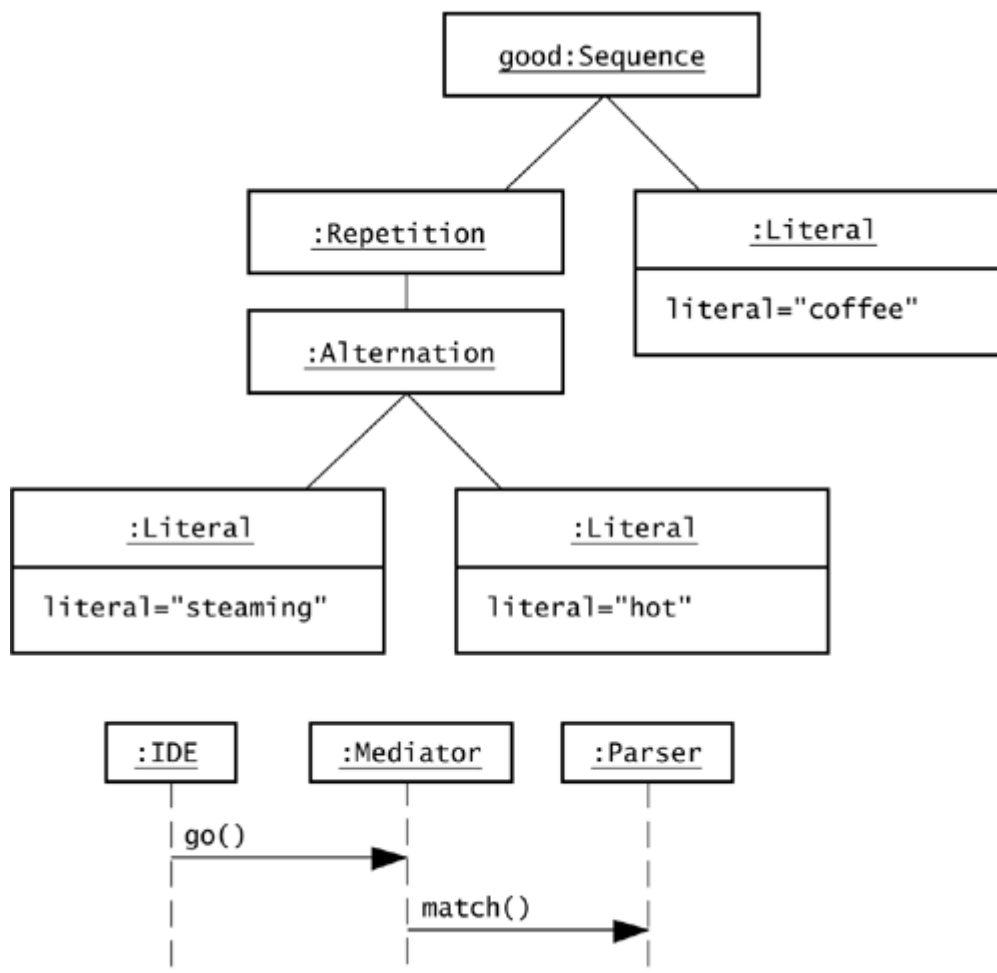 good:Sequence
:Repetition
:Literal
literal="coffee"
:Alternation
:Literal
literal="steaming"
:Literal
literal="hot"
:IDE
:Mediator
:Parser
go()
match()